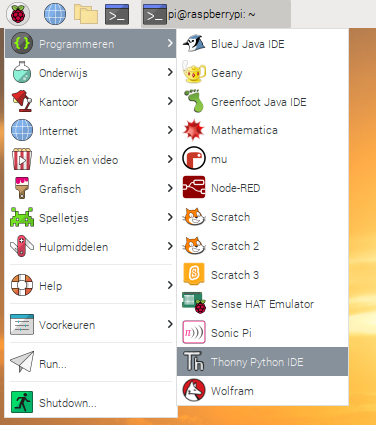 pi@raspberrypi: ~
Programmeren
Onderwijs
Kantoor
Internet
Muziek en video
Grafisch
Spelletjes
Hulpmiddelen
Help
Voorkeuren
Run...
Shutdown...
BlueJ Java IDE
Geany
Greenfoot Java IDE
Mathematica
mu
Node-RED
Scratch
Scratch 2
Scratch 3
Sense HAT Emulator
Sonic Pi
Thonny Python IDE
Wolfram